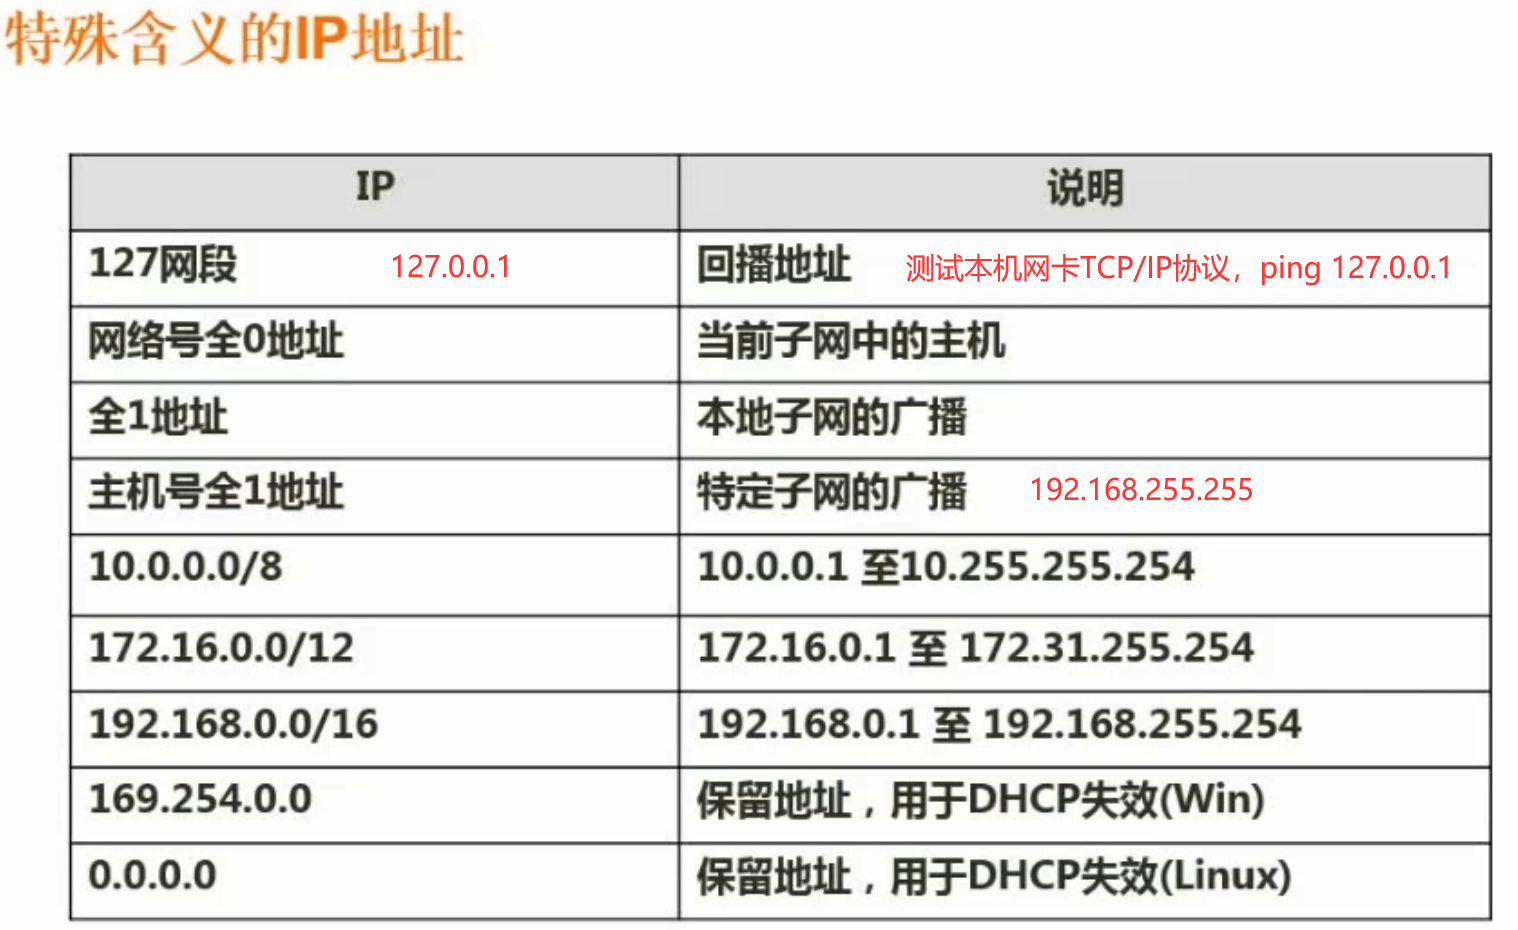 特殊含义的IP地址
IP 说明
127网段 127.0.0.1 回播地址 测试本机网卡TCP/IP协议，ping 127.0.0.1
网络号全0地址 当前子网中的主机
全1地址 本地子网的广播
主机号全1地址 特定子网的广播 192.168.255.255
10.0.0.0/8 10.0.0.1 至10.255.255.254
172.16.0.0/12 172.16.0.1 至 172.31.255.254
192.168.0.0/16 192.168.0.1 至 192.168.255.254
169.254.0.0 保留地址，用于DHCP失效(Win)
0.0.0.0 保留地址，用于DHCP失效(Linux)